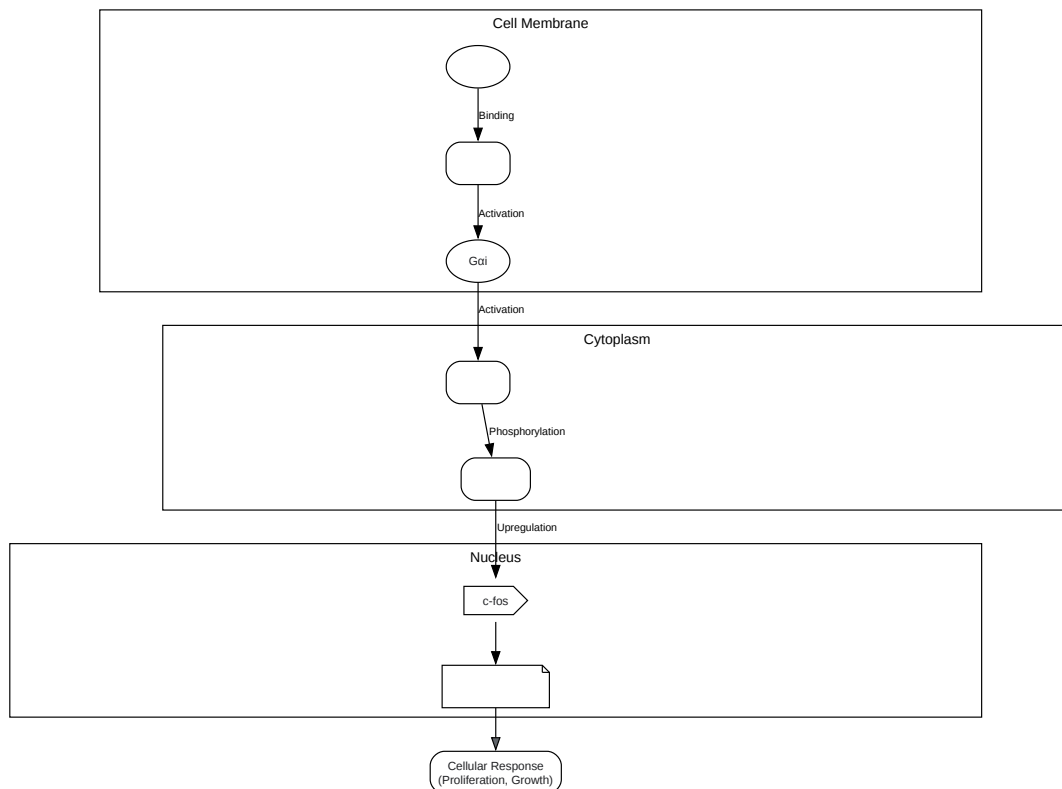 Cell Membrane
Binding
Activation
Gαi
Activation
Cytoplasm
Phosphorylation
Upregulation
Nucleus
c-fos
Cellular Response
(Proliferation, Growth)